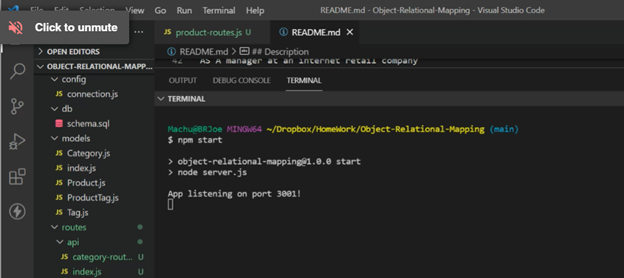 Click to unmute
Run
Terminal
Help
README.md - Object-Relational-Mapping - Visual Studio Code
OPEN EDITORS
OBJECT-RELATIONAL-MAPP...
config
JS connection.js
db
schema.sql
models
JS Category.js
JS index.js
JS Product.js
JS ProductTag.js
JS Tag.js
routes
api
JS category-rout... U
JS index.js U
JS product-routes.js U
README.md ×
README.md > ## Description
42 AS A manager at an internet retail company
OUTPUT DEBUG CONSOLE TERMINAL
TERMINAL
Machu@BRJoe MINGW64 ~/Dropbox/HomeWork/Object-Relational-Mapping (main)
$ npm start
> object-relational-mapping@1.0.0 start
> node server.js
App listening on port 3001!